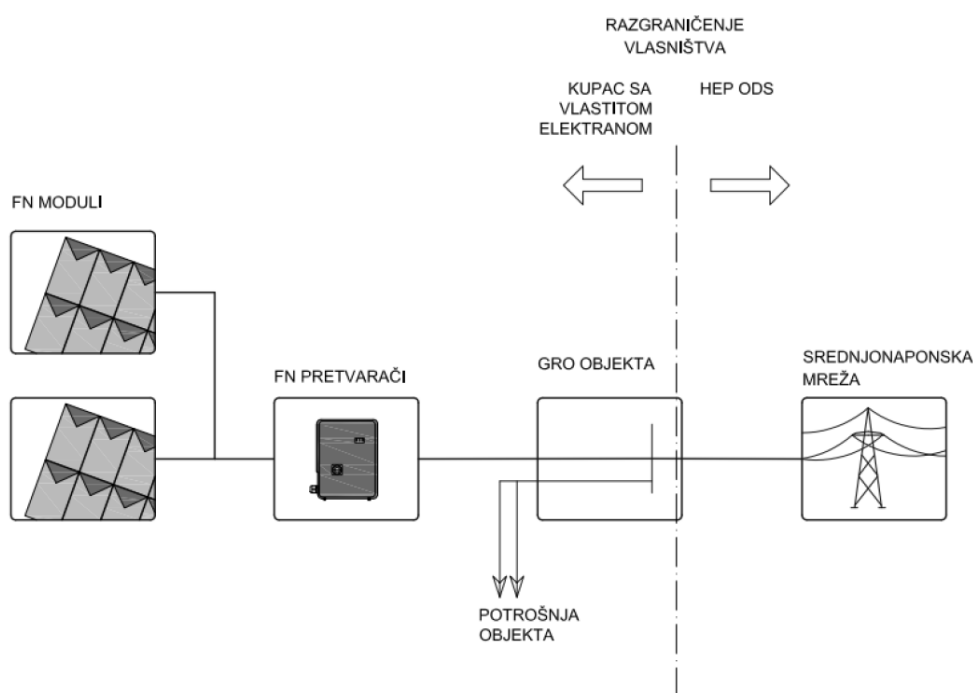 RAZGRANIČENJE
VLASNIŠTVA
KUPAC SA
VLASTITOM
ELEKTRANOM
HEP ODS
FN MODULI
FN PRETVARAČI
GRO OBJEKTA
SREDNJONAPONSKA
MREŽA
POTROŠNJA
OBJEKTA